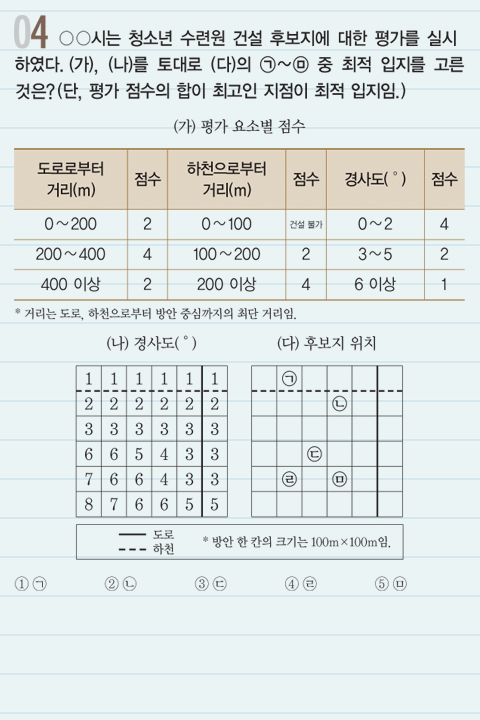 04 ○○시는 청소년 수련원 건설 후보지에 대한 평가를 실시
하였다. (가), (나)를 토대로 (다)의 ㉠～㉤ 중 최적 입지를 고른
것은?(단, 평가 점수의 합이 최고인 지점이 최적 입지임.)
(가) 평가 요소별 점수
도로로부터 거리(m) 점수 하천으로부터 거리(m) 점수 경사도(°) 점수
0～200 2 0～100 건설 불가 0～2 4
200～400 4 100～200 2 3～5 2
400 이상 2 200 이상 4 6 이상 1
* 거리는 도로, 하천으로부터 방안 중심까지의 최단 거리임.
(나) 경사도(°) (다) 후보지 위치
1 1 1 1 1 1 ㉠
2 2 2 2 2 2 ㉡
3 3 3 3 3 3
6 6 5 4 3 3 ㉢
7 6 6 4 3 3 ㉣ ㉤
8 7 6 6 5 5
도로
하천
* 방안 한 칸의 크기는 100m×100m임.
① ㉠ ② ㉡ ③ ㉢ ④ ㉣ ⑤ ㉤